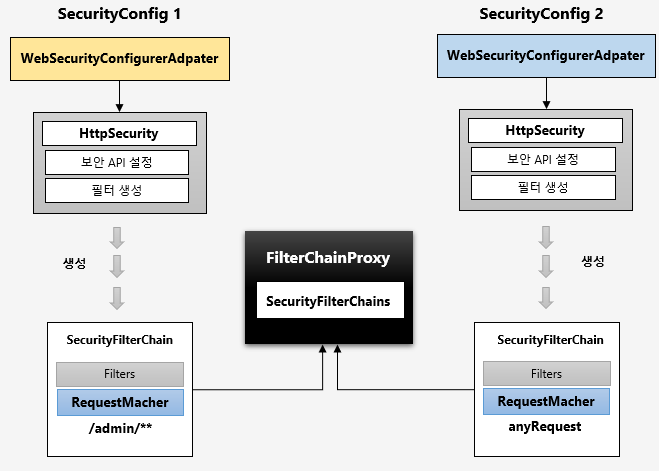 SecurityConfig 1
WebSecurityConfigurerAdpater
HttpSecurity
보안 API 설정
필터 생성
생성
SecurityFilterChain
Filters
RequestMacher
/admin/**
FilterChainProxy
SecurityFilterChains
SecurityConfig 2
WebSecurityConfigurerAdpater
HttpSecurity
보안 API 설정
필터 생성
생성
SecurityFilterChain
Filters
RequestMacher
anyRequest